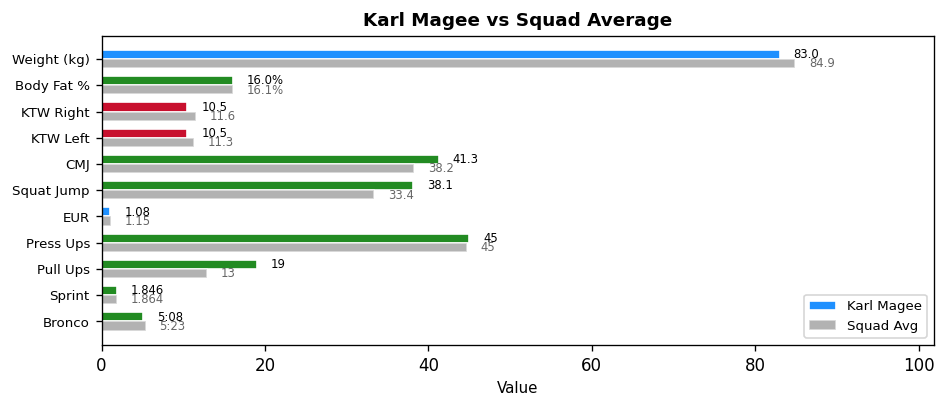 Karl Magee vs Squad Average
Weight (kg)
83.0
84.9
Body Fat %
16.0%
16.1%
KTW Right
10.5
11.6
KTW Left
10.5
11.3
CMJ
41.3
38.2
Squat Jump
38.1
33.4
EUR
1.08
1.15
Press Ups
45
45
Pull Ups
19
13
Sprint
1.846
1.864
Bronco
5:08
5:23
Karl Magee
Squad Avg
0 20 40 60 80 100
Value